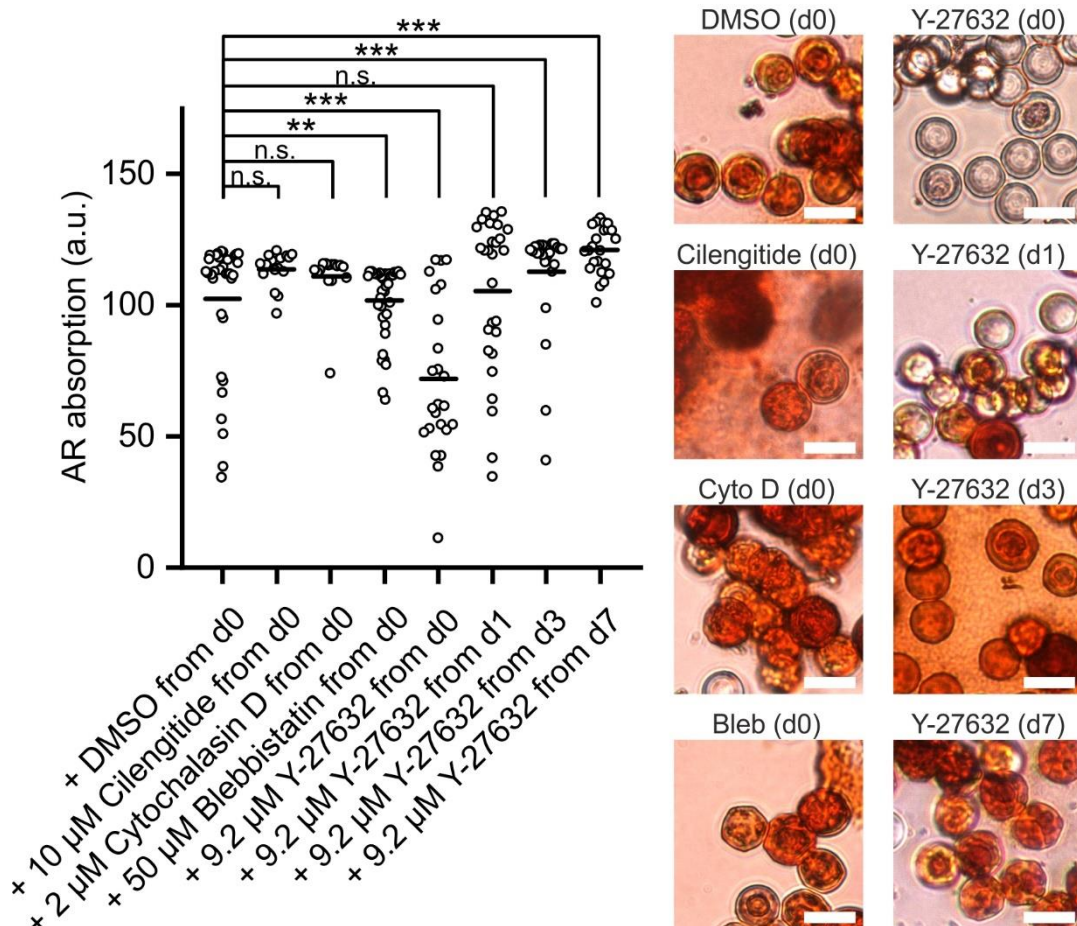 ***
***
n.s.
***
**
n.s.
n.s.
150
100
50
0
AR absorption (a.u.)
+ DMSO from d0
+ 10 µM Cilengitide from d0
+ 2 µM Cytochalasin D from d0
+ 50 µM Blebbistatin from d0
+ 9.2 µM Y-27632 from d0
+ 9.2 µM Y-27632 from d1
+ 9.2 µM Y-27632 from d3
+ 9.2 µM Y-27632 from d7
DMSO (d0)
Y-27632 (d0)
Cilengitide (d0)
Y-27632 (d1)
Cyto D (d0)
Y-27632 (d3)
Bleb (d0)
Y-27632 (d7)